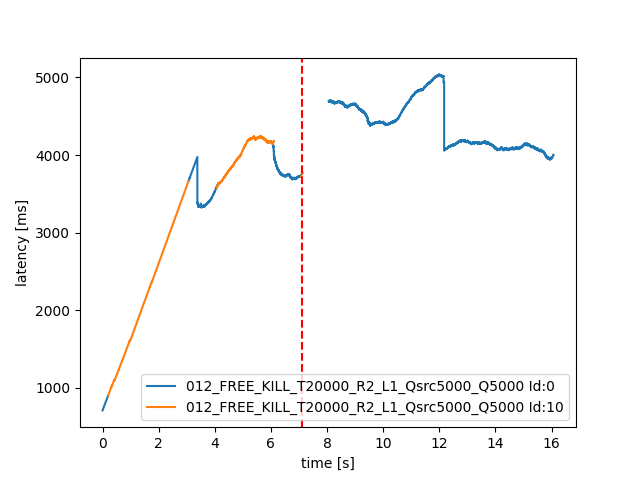 5000
4000
3000
2000
1000
latency [ms]
012_FREE_KILL_T20000_R2_L1_Qsrc5000_Q5000 Id:0
012_FREE_KILL_T20000_R2_L1_Qsrc5000_Q5000 Id:10
0 2 4 6 8 10 12 14 16
time [s]